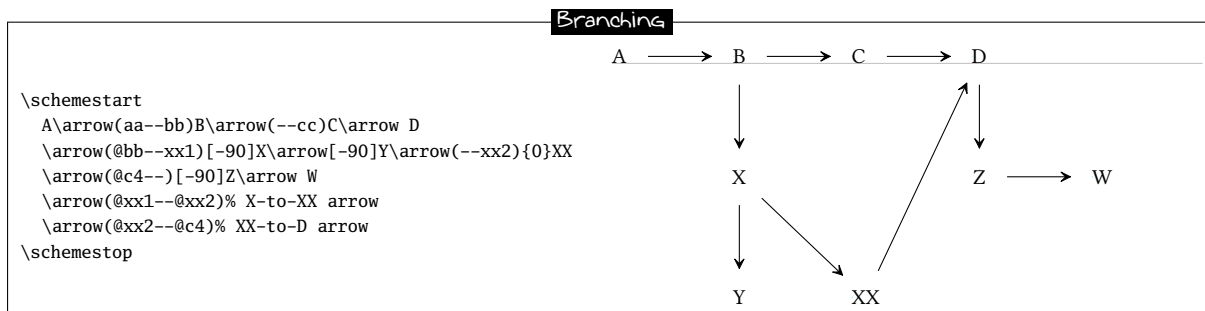 Branching
\schemestart
A\arrow(aa--bb)B\arrow(--cc)C\arrow D
\arrow(@bb--xx1)[-90]X\arrow[-90]Y\arrow(--xx2){0}XX
\arrow(@c4--)[-90]Z\arrow W
\arrow(@xx1--@xx2)% X-to-XX arrow
\arrow(@xx2--@c4)% XX-to-D arrow
\schemestop
A B C D
X Z W
Y XX